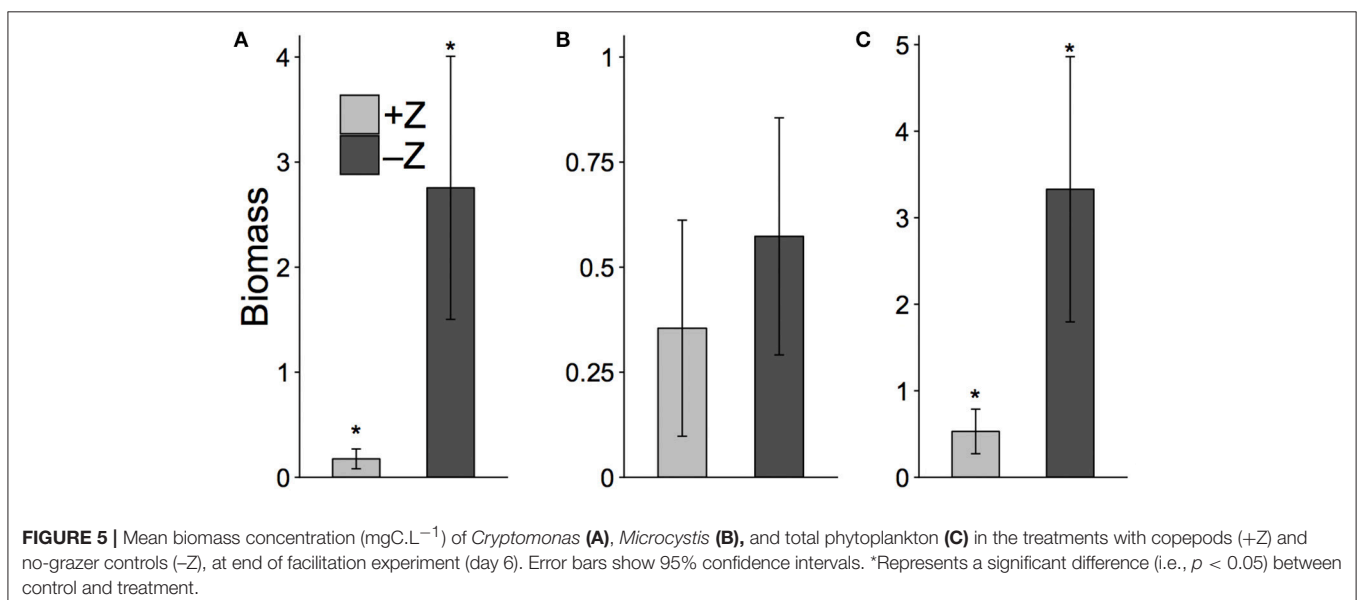 A
B
C
*
*
*
*
4
3
2
1
0
Biomass
+Z
–Z
1
0.75
0.5
0.25
0
5
4
3
2
1
0
FIGURE 5 | Mean biomass concentration (mgC.L−1) of Cryptomonas (A), Microcystis (B), and total phytoplankton (C) in the treatments with copepods (+Z) and
no-grazer controls (–Z), at end of facilitation experiment (day 6). Error bars show 95% confidence intervals. *Represents a significant difference (i.e., p < 0.05) between
control and treatment.